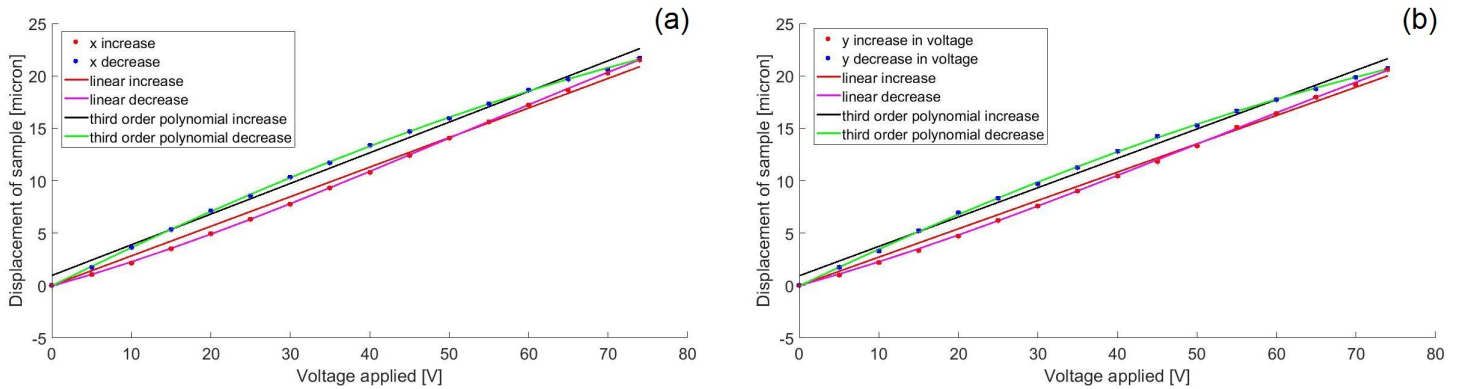 (a)
25
20
15
10
5
0
-5
Displacement of sample [micron]
x increase
x decrease
linear increase
linear decrease
third order polynomial increase
third order polynomial decrease
0 10 20 30 40 50 60 70 80
Voltage applied [V]
(b)
25
20
15
10
5
0
-5
Displacement of sample [micron]
y increase in voltage
y decrease in voltage
linear increase
linear decrease
third order polynomial increase
third order polynomial decrease
0 10 20 30 40 50 60 70 80
Voltage applied [V]